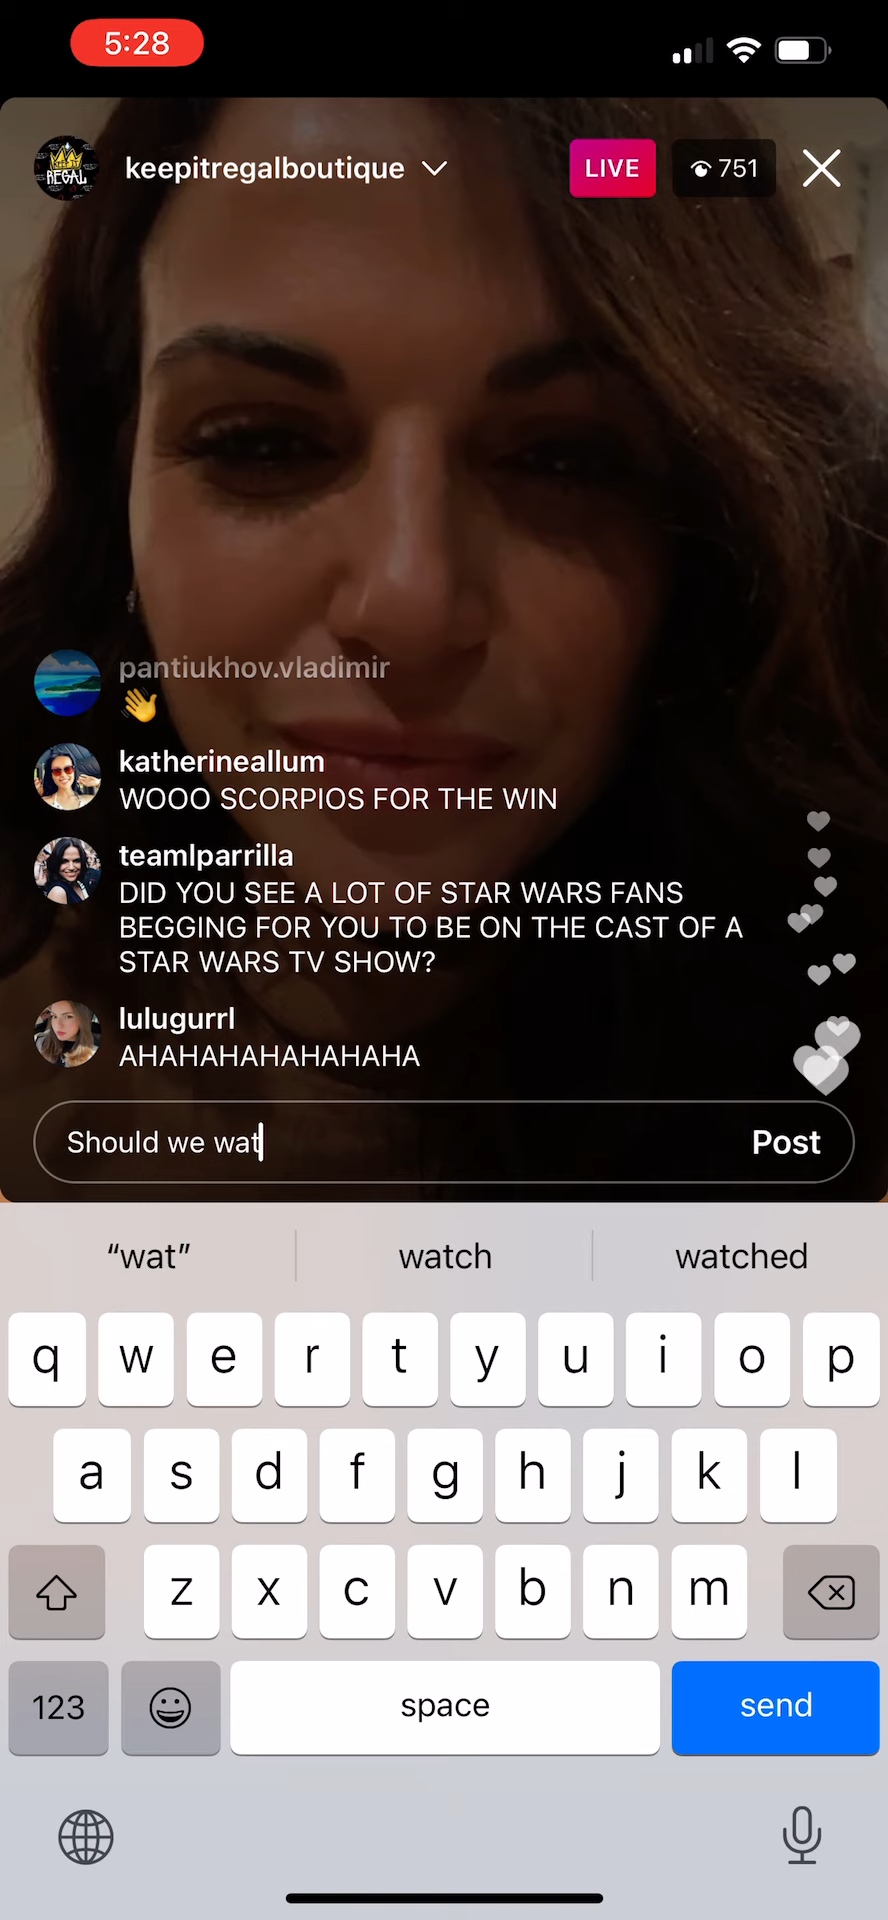 5:28
REGAL
keepitregalboutique
LIVE
751
pantiukhov.vladimir
👋
katherineallum
WOOO SCORPIOS FOR THE WIN
teamlparrilla
DID YOU SEE A LOT OF STAR WARS FANS
BEGGING FOR YOU TO BE ON THE CAST OF A
STAR WARS TV SHOW?
lulugurrl
AHAHAHAHAHAHAHA
Should we wat
Post
“wat” watch watched
q w e r t y u i o p
a s d f g h j k l
z x c v b n m
123 space send